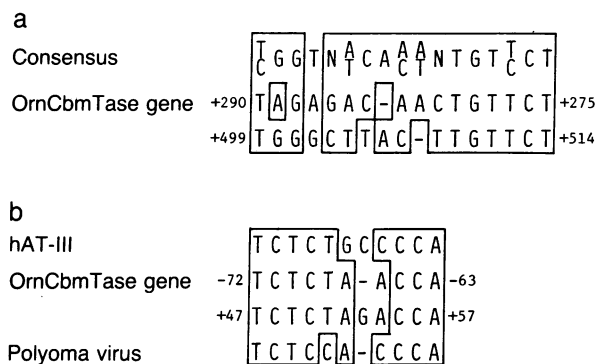 a
T A A A T
Consensus G G T N C A N T G T C T
C T C T C
OrnCbmTase gene +290 T A G A G A C - A A C T G T T C T +275
+499 T G G G C T T A C - T T G T T C T +514
b
hAT-III T C T C T G C C C C A
OrnCbmTase gene -72 T C T C T A - A C C A -63
+47 T C T C T A G A C C A +57
Polyoma virus T C T C C A - C C C A